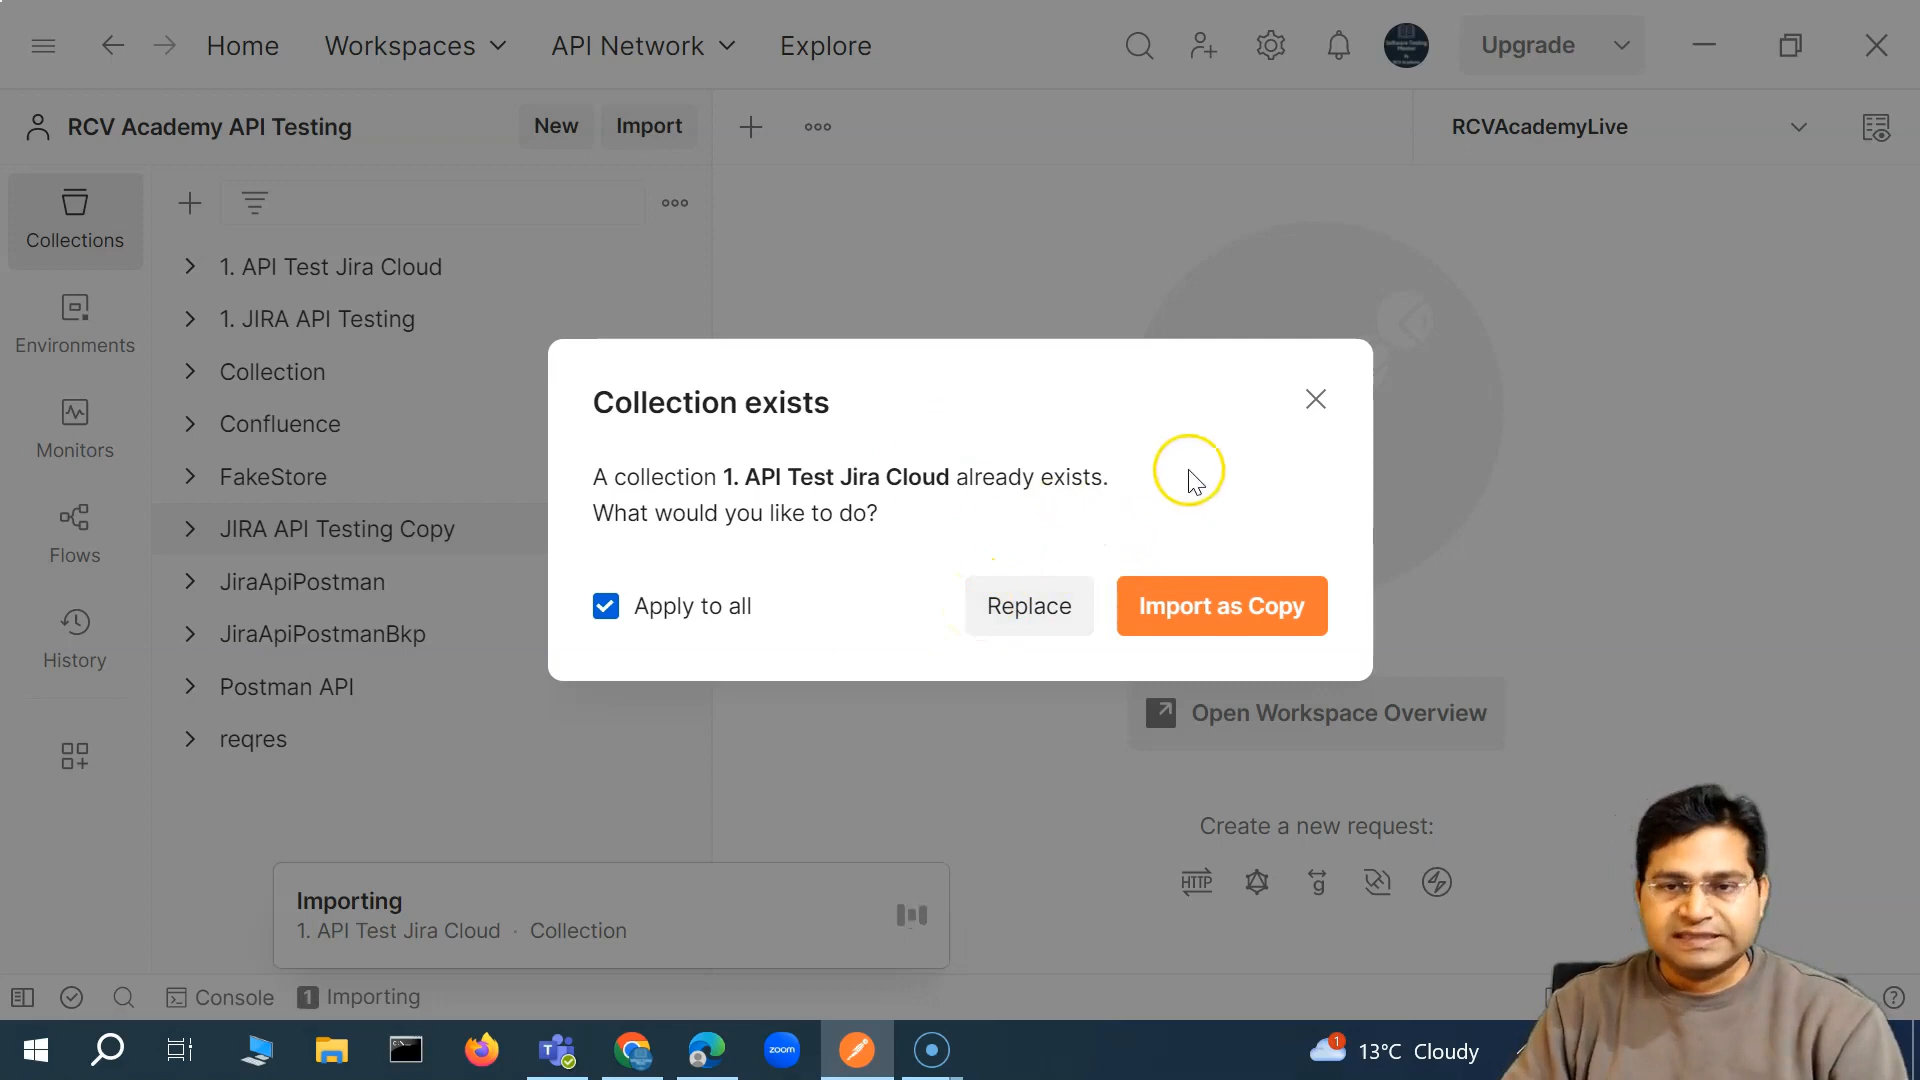 Home
Workspaces
API Network
Explore
Upgrade
RCV Academy API Testing
New
Import
RCVAcademyLive
Collections
Environments
Monitors
Flows
History
1. API Test Jira Cloud
1. JIRA API Testing
Collection
Confluence
FakeStore
JIRA API Testing Copy
JiraApiPostman
JiraApiPostmanBkp
Postman API
reqres
Collection exists
A collection 1. API Test Jira Cloud already exists.
What would you like to do?
Apply to all
Replace
Import as Copy
Open Workspace Overview
Create a new request:
HTTP
Importing
1. API Test Jira Cloud · Collection
Console
1 Importing
zoom
1
13°C Cloudy